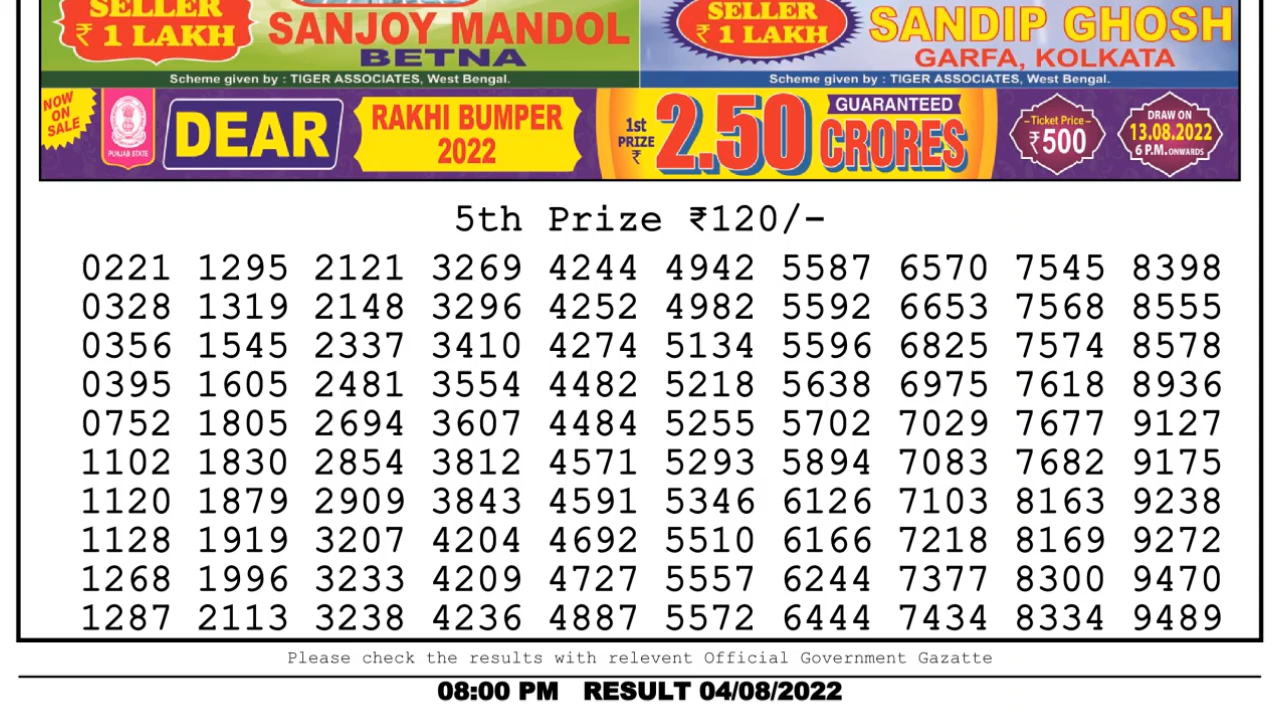 SELLER
₹ 1 LAKH
SANJOY MANDOL
BETNA
Scheme given by : TIGER ASSOCIATES, West Bengal.
SELLER
₹ 1 LAKH
SANDIP GHOSH
GARFA, KOLKATA
Scheme given by : TIGER ASSOCIATES, West Bengal.
NOW
ON
SALE
PUNJAB STATE
DEAR
RAKHI BUMPER
2022
1st
PRIZE
₹
2.50
GUARANTEED
CRORES
Ticket Price
₹500
DRAW ON
13.08.2022
6 P.M. ONWARDS
5th Prize ₹120/-
0221 1295 2121 3269 4244 4942 5587 6570 7545 8398
0328 1319 2148 3296 4252 4982 5592 6653 7568 8555
0356 1545 2337 3410 4274 5134 5596 6825 7574 8578
0395 1605 2481 3554 4482 5218 5638 6975 7618 8936
0752 1805 2694 3607 4484 5255 5702 7029 7677 9127
1102 1830 2854 3812 4571 5293 5894 7083 7682 9175
1120 1879 2909 3843 4591 5346 6126 7103 8163 9238
1128 1919 3207 4204 4692 5510 6166 7218 8169 9272
1268 1996 3233 4209 4727 5557 6244 7377 8300 9470
1287 2113 3238 4236 4887 5572 6444 7434 8334 9489
Please check the results with relevent Official Government Gazatte
08:00 PM RESULT 04/08/2022